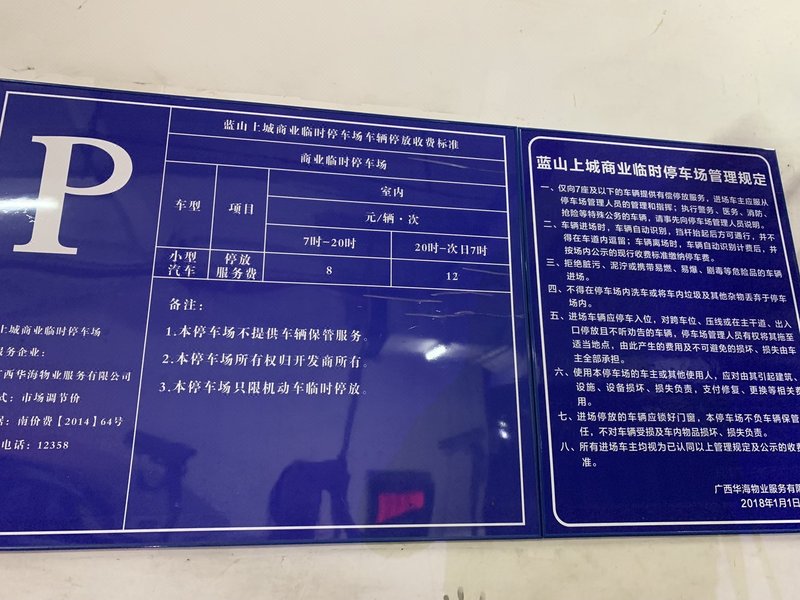 P
上城商业临时停车场
服务企业：
广西华海物业服务有限公司
式：市场调节价
据：南价费【2014】64号
电话：12358
蓝山上城商业临时停车场车辆停放收费标准
商业临时停车场
车型 项目 室内
元/辆·次
7时-20时 20时-次日7时
小型汽车 停放服务费 8 12
备注：
1.本停车场不提供车辆保管服务。
2.本停车场所有权归开发商所有。
3.本停车场只限机动车临时停放。
蓝山上城商业临时停车场管理规定
一、仅向7座及以下的车辆提供有偿停放服务，进场车主应服从
停车场管理人员的管理和指挥；执行警务、医务、消防、
抢险等特殊公务的车辆，请事先向停车场管理人员说明。
二、车辆进场时，车辆自动识别，挡杆抬起后方可通行，并不
得在车道内逗留；车辆离场时，车辆自动识别计费后，并
按场内公示的现行收费标准缴纳停车费。
三、拒绝脏污、泥泞或携带易燃、易爆、剧毒等危险品的车辆
进场。
四、不得在停车场内洗车或将车内垃圾及其他杂物丢弃于停车
场内。
五、进场车辆应停车入位，对跨车位、压线或在主干道、出入
口停放且不听劝告的车辆，停车场管理人员有权将其拖至
适当地点，由此产生的费用及不可避免的损坏、损失由车
主全部承担。
六、使用本停车场的车主或其他使用人，应对由其引起建筑、
设施、设备损坏、损失负责，支付修复、更换等相关费
用。
七、进场停放的车辆应锁好门窗，本停车场不负车辆保管
任，不对车辆受损及车内物品损坏、损失负责。
八、所有进场车主均视为已认同以上管理规定及公示的收费
准。
广西华海物业服务有限
2018年1月1日